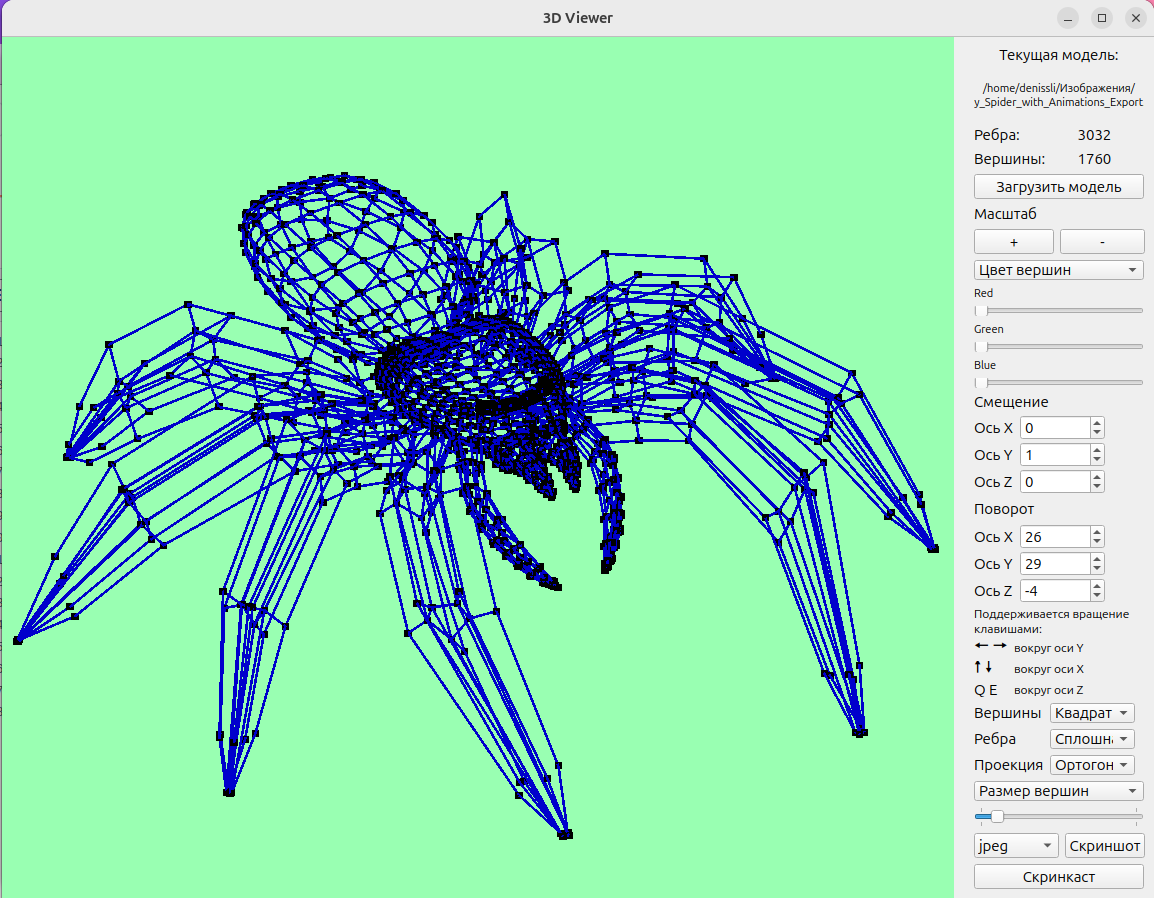 3D Viewer
Текущая модель:
/home/denissli/Изображения/
y_Spider_with_Animations_Export
Ребра: 3032
Вершины: 1760
Загрузить модель
Масштаб
+ -
Цвет вершин
Red
Green
Blue
Смещение
Ось X 0
Ось Y 1
Ось Z 0
Поворот
Ось X 26
Ось Y 29
Ось Z -4
Поддерживается вращение
клавишами:
← → вокруг оси Y
↑ ↓ вокруг оси X
Q E вокруг оси Z
Вершины Квадрат
Ребра Сплошна
Проекция Ортогон
Размер вершин
jpeg Скриншот
Скринкаст